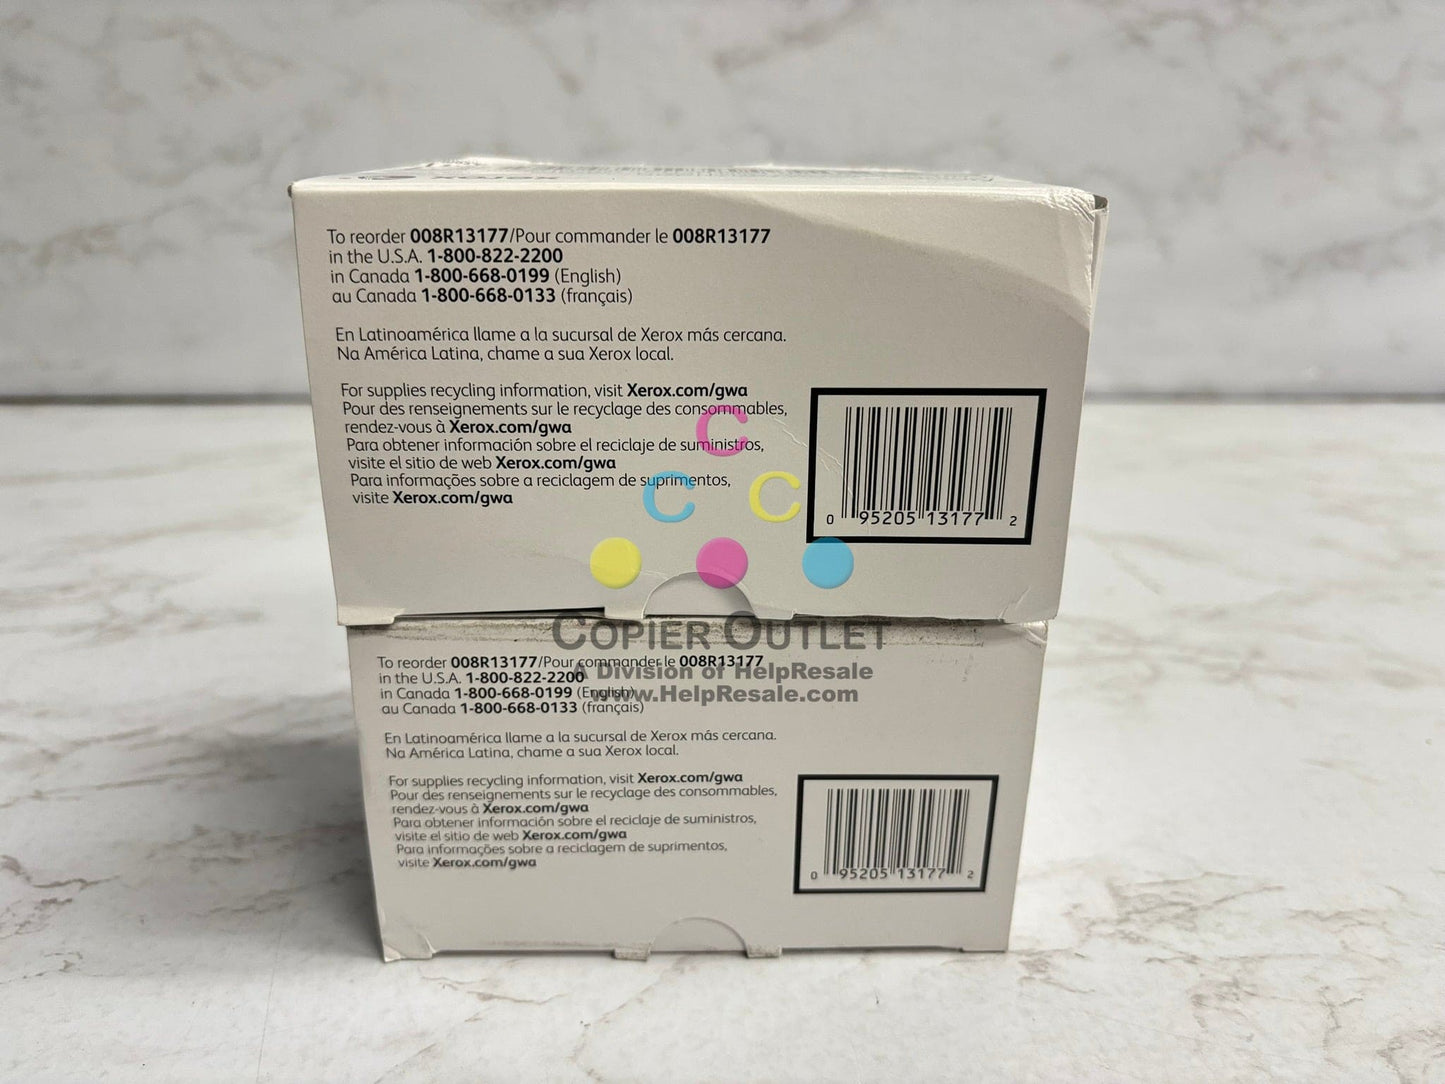 To reorder 008R13177/Pour commander le 008R13177
in the U.S.A. 1-800-822-2200
in Canada 1-800-668-0199 (English)
au Canada 1-800-668-0133 (français)
En Latinoamérica llame a la sucursal de Xerox más cercana.
Na América Latina, chame a sua Xerox local.
For supplies recycling information, visit Xerox.com/gwa
Pour des renseignements sur le recyclage des consommables,
rendez-vous à Xerox.com/gwa
Para obtener información sobre el reciclaje de suministros,
visite el sitio de web Xerox.com/gwa
Para informações sobre a reciclagem de suprimentos,
visite Xerox.com/gwa
0 95205 13177 2
C
C C
COPIER OUTLET
A Division of HelpResale
www.HelpResale.com
To reorder 008R13177/Pour commander le 008R13177
in the U.S.A. 1-800-822-2200
in Canada 1-800-668-0199 (English)
au Canada 1-800-668-0133 (français)
En Latinoamérica llame a la sucursal de Xerox más cercana.
Na América Latina, chame a sua Xerox local.
For supplies recycling information, visit Xerox.com/gwa
Pour des renseignements sur le recyclage des consommables,
rendez-vous à Xerox.com/gwa
Para obtener información sobre el reciclaje de suministros,
visite el sitio de web Xerox.com/gwa
Para informações sobre a reciclagem de suprimentos,
visite Xerox.com/gwa
0 95205 13177 2